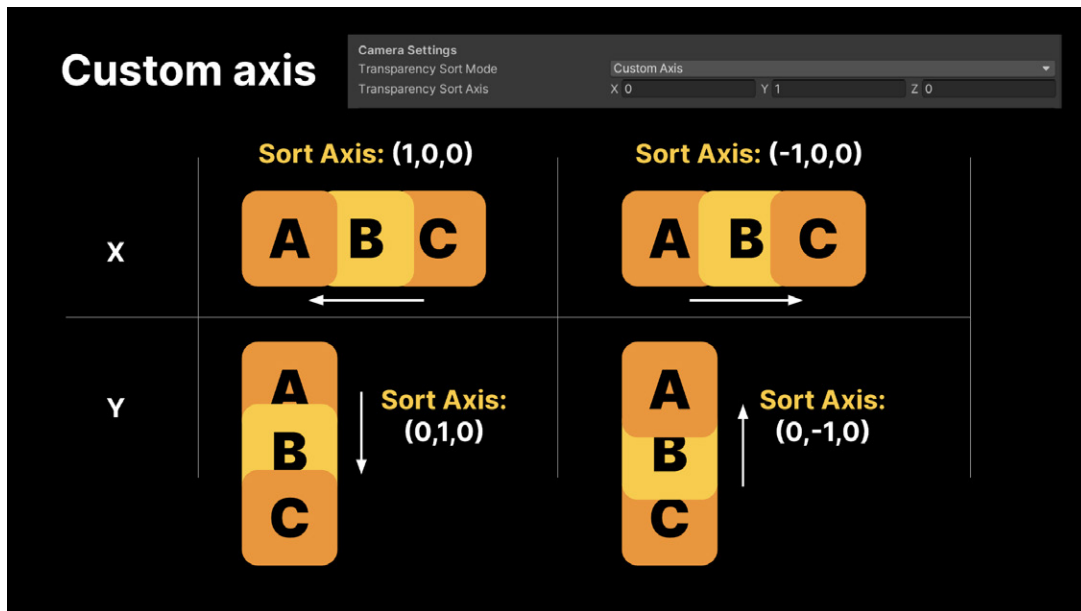 Custom axis
Camera Settings
Transparency Sort Mode Custom Axis
Transparency Sort Axis X 0 Y 1 Z 0
Sort Axis: (1,0,0)
Sort Axis: (-1,0,0)
X
A B C
A B C
Y
A
B
C
Sort Axis:
(0,1,0)
A
B
C
Sort Axis:
(0,-1,0)